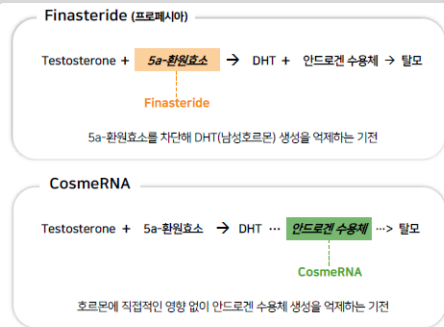 Finasteride (프로페시아)
Testosterone + 5a-환원효소 → DHT + 안드로겐 수용체 → 탈모
Finasteride
5a-환원효소를 차단해 DHT(남성호르몬) 생성을 억제하는 기전
CosmeRNA
Testosterone + 5a-환원효소 → DHT ··· 안드로겐 수용체 ···> 탈모
CosmeRNA
호르몬에 직접적인 영향 없이 안드로겐 수용체 생성을 억제하는 기전